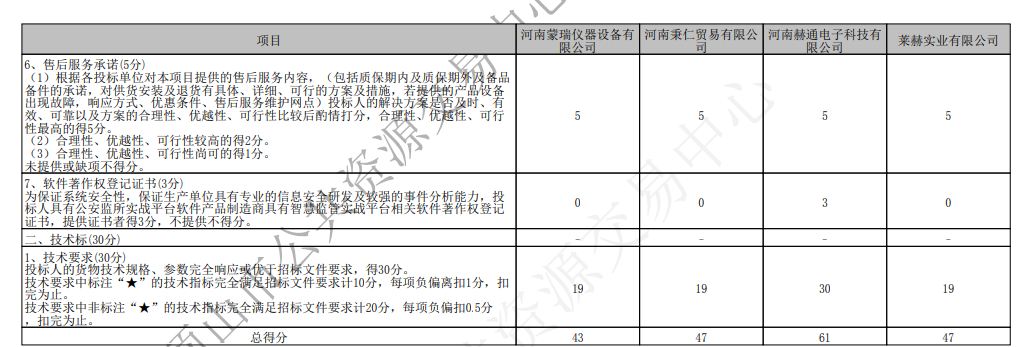 项目
河南蒙瑞仪器设备有
限公司
河南秉仁贸易有限公
司
河南赫通电子科技有
限公司
莱赫实业有限公司
6、售后服务承诺(5分)
（1）根据各投标单位对本项目提供的售后服务内容，（包括质保期内及质保期外及备品
备件的承诺，对供货安装及退货有具体、详细、可行的方案及措施，若提供的产品设备
出现故障，响应方式、优惠条件、售后服务维护网点）投标人的解决方案是否及时、有
效、可靠以及方案的合理性、优越性、可行性比较后酌情打分，合理性、优越性、可行
性最高的得5分。
（2）合理性、优越性、可行性较高的得2分。
（3）合理性、优越性、可行性尚可的得1分。
未提供或缺项不得分。
5
5
5
5
7、软件著作权登记证书(3分)
为保证系统安全性，保证生产单位具有专业的信息安全研发及较强的事件分析能力，投
标人具有公安监所实战平台软件产品制造商具有智慧监管实战平台相关软件著作权登记
证书，提供证书者得3分，不提供不得分。
0
0
3
0
二、技术标(30分)
-
-
-
-
1、技术要求(30分)
投标人的货物技术规格、参数完全响应或优于招标文件要求，得30分。
技术要求中标注“★”的技术指标完全满足招标文件要求计10分，每项负偏离扣1分，扣
完为止。
技术要求中非标注“★”的技术指标完全满足招标文件要求计20分，每项负偏扣0.5分
，扣完为止。
19
19
30
19
总得分
43
47
61
47